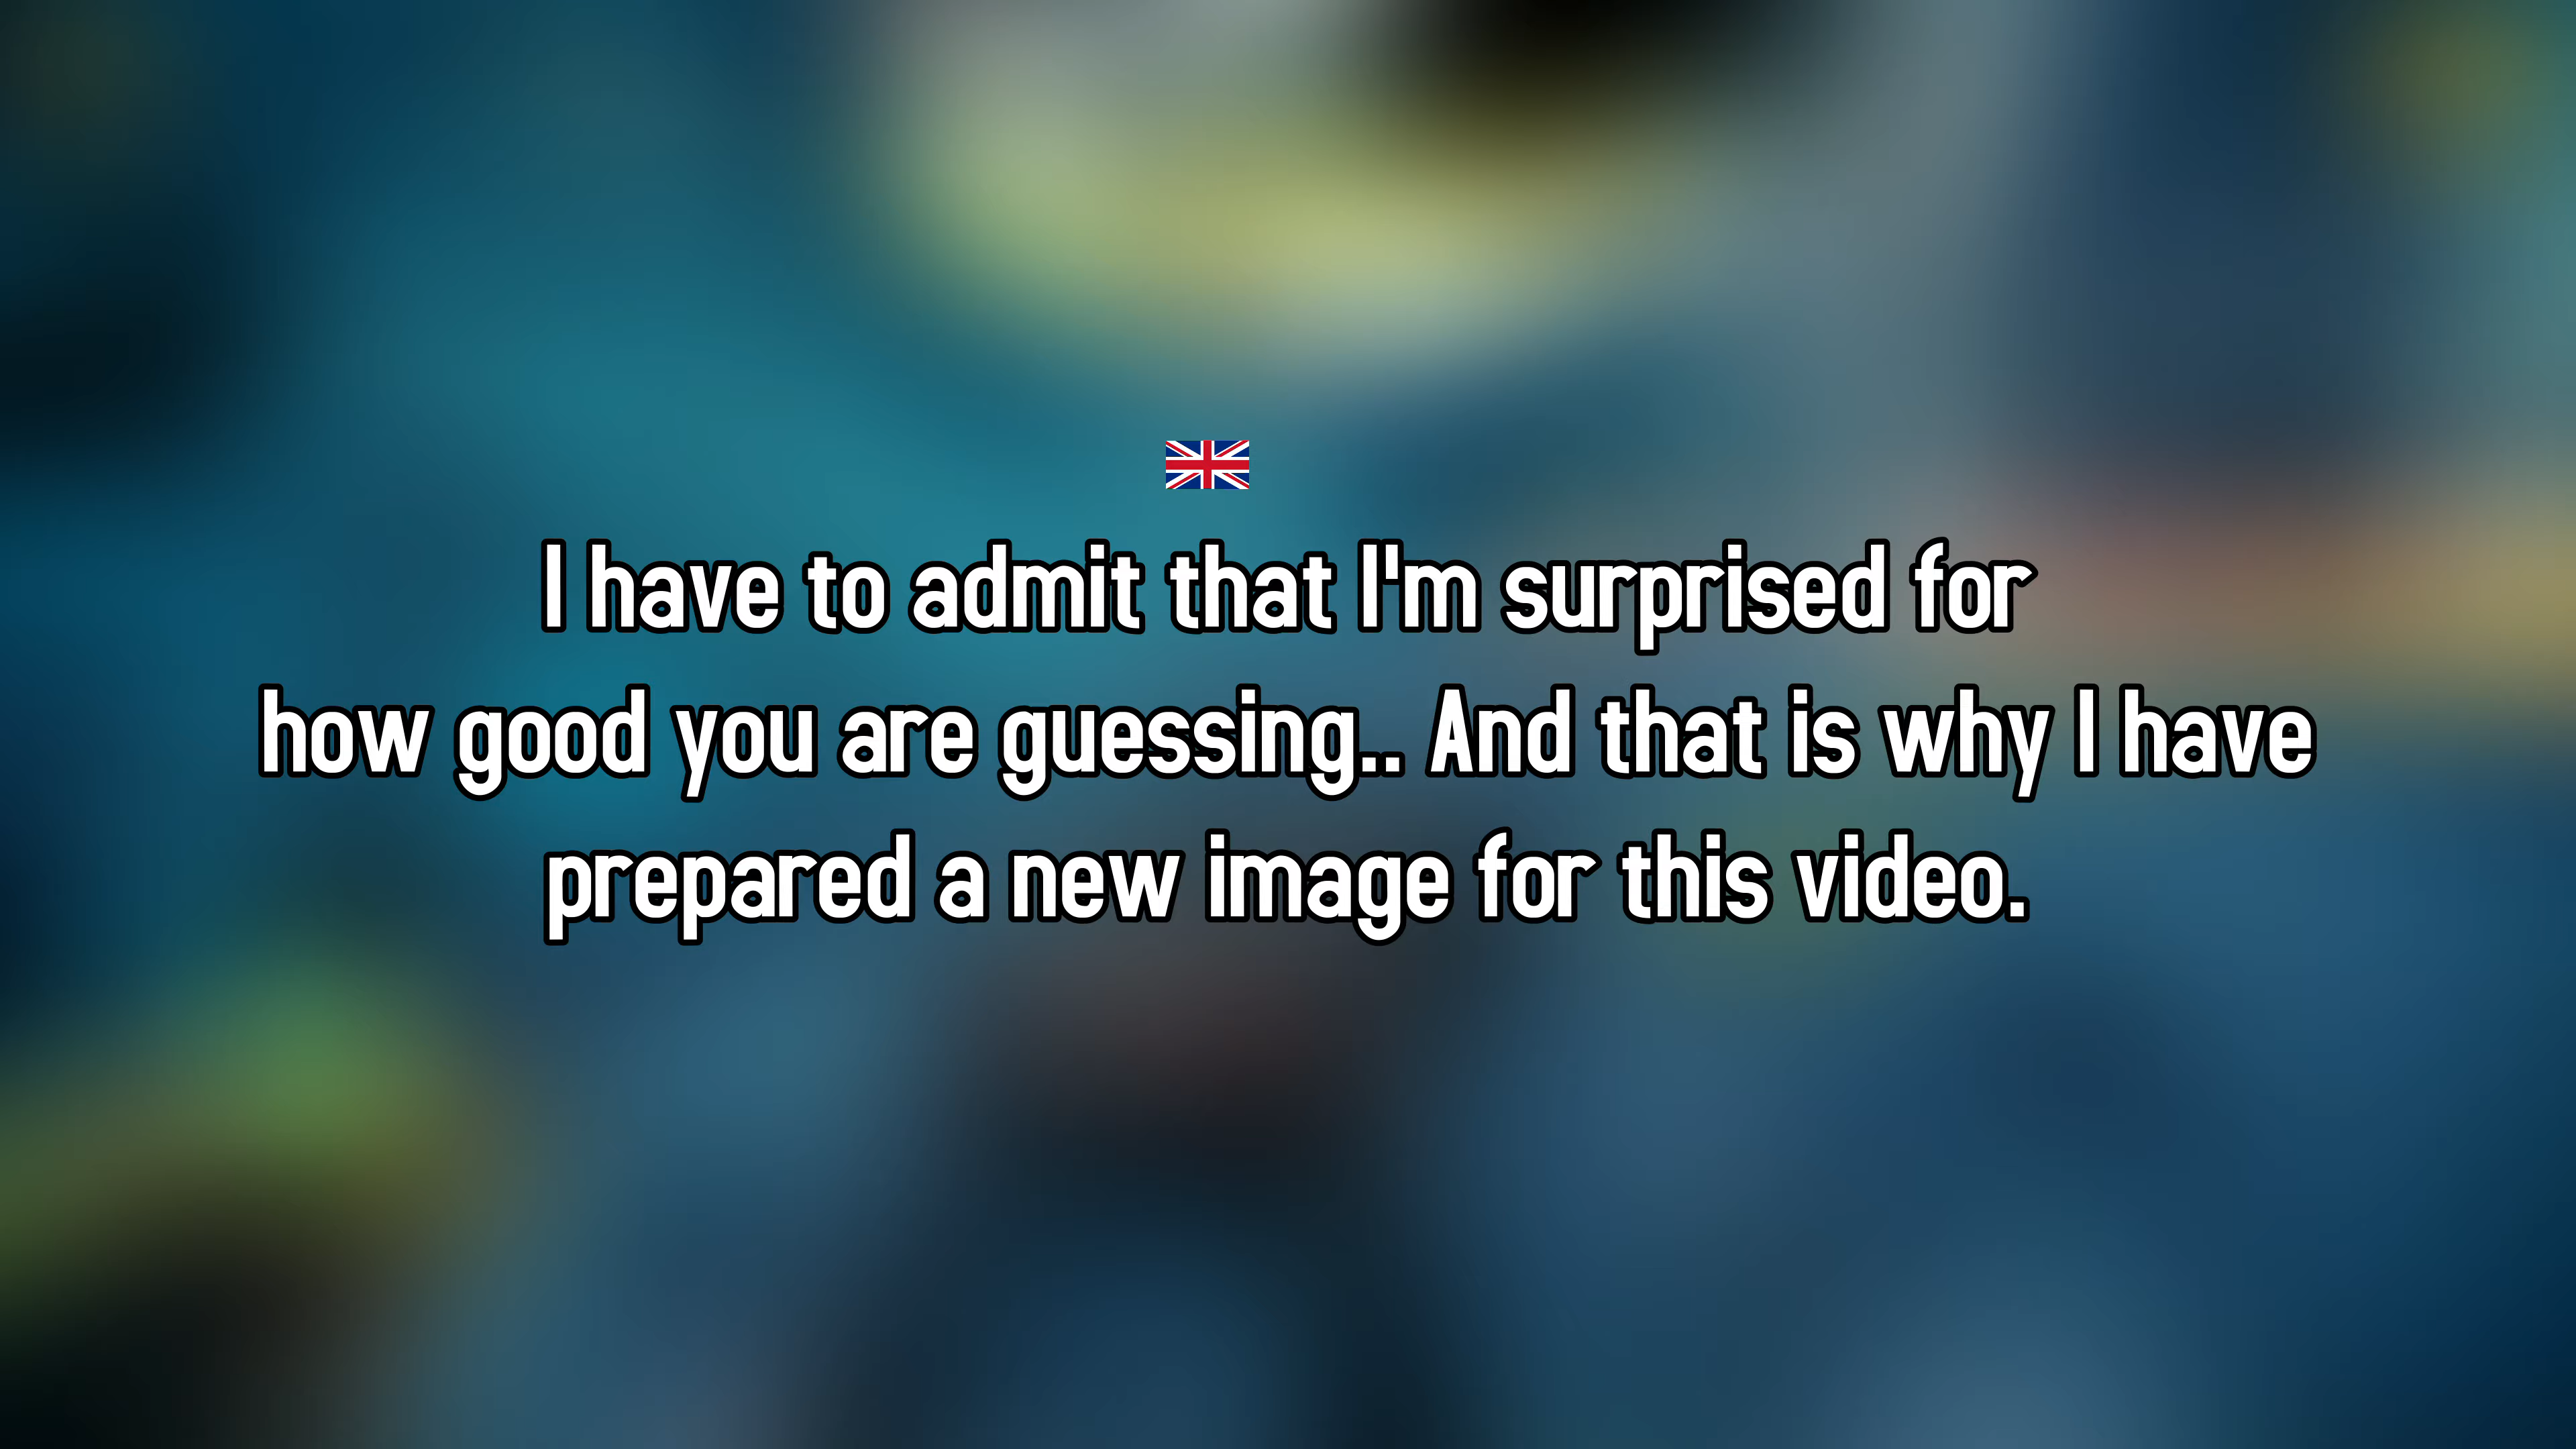 I have to admit that I'm surprised for
how good you are guessing.. And that is why I have
prepared a new image for this video.